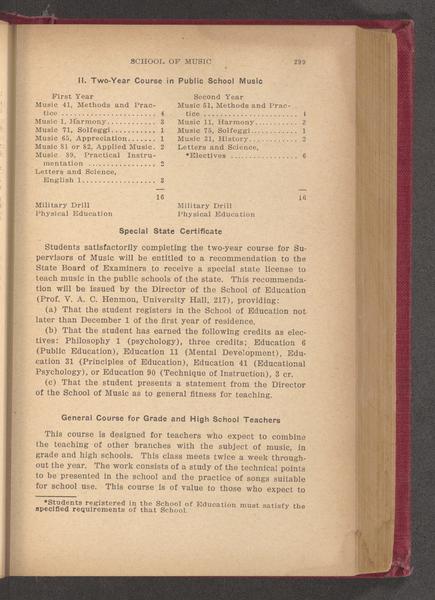 SCHOOL OF MUSIC 299
II. Two-Year Course in Public School Music
First Year
Music 41, Methods and Prac-
tice .................... 4
Music 1, Harmony........... 3
Music 71, Solfeggi......... 1
Music 65, Appreciation..... 1
Music 81 or 82, Applied Music. 2
Music 89, Practical Instru-
mentation ............... 2
Letters and Science,
English 1................ 3
16
Military Drill
Physical Education
Second Year
Music 51, Methods and Prac-
tice .................... 4
Music 11, Harmony.......... 2
Music 75, Solfeggi......... 1
Music 21, History.......... 2
Letters and Science,
*Electives .............. 6
16
Military Drill
Physical Education
Special State Certificate
Students satisfactorily completing the two-year course for Su-
pervisors of Music will be entitled to a recommendation to the
State Board of Examiners to receive a special state license to
teach music in the public schools of the state. This recommenda-
tion will be issued by the Director of the School of Education
(Prof. V. A. C. Henmon, University Hall, 217), providing:
(a) That the student registers in the School of Education not
later than December 1 of the first year of residence.
(b) That the student has earned the following credits as elec-
tives: Philosophy 1 (psychology), three credits; Education 6
(Public Education), Education 11 (Mental Development), Edu-
cation 31 (Principles of Education), Education 41 (Educational
Psychology), or Education 90 (Technique of Instruction), 3 cr.
(c) That the student presents a statement from the Director
of the School of Music as to general fitness for teaching.
General Course for Grade and High School Teachers
This course is designed for teachers who expect to combine
the teaching of other branches with the subject of music, in
grade and high schools. This class meets twice a week through-
out the year. The work consists of a study of the technical points
to be presented in the school and the practice of songs suitable
for school use. This course is of value to those who expect to
*Students registered in the School of Education must satisfy the
specified requirements of that School.